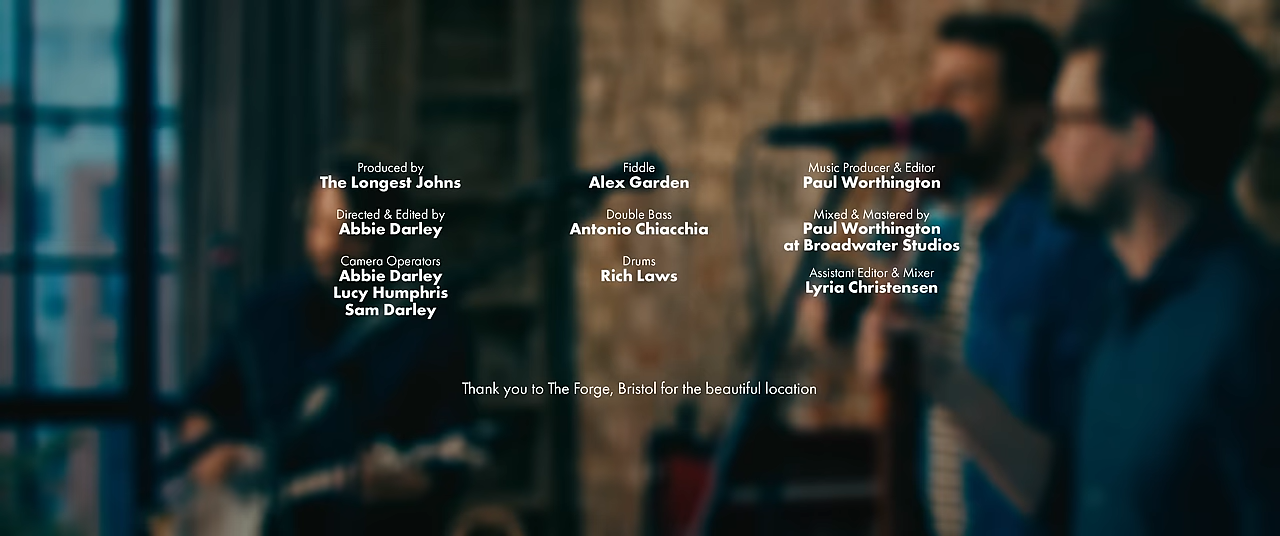 Produced by
The Longest Johns
Directed & Edited by
Abbie Darley
Camera Operators
Abbie Darley
Lucy Humphris
Sam Darley
Fiddle
Alex Garden
Double Bass
Antonio Chiacchia
Drums
Rich Laws
Music Producer & Editor
Paul Worthington
Mixed & Mastered by
Paul Worthington
at Broadwater Studios
Assistant Editor & Mixer
Lyria Christensen
Thank you to The Forge, Bristol for the beautiful location